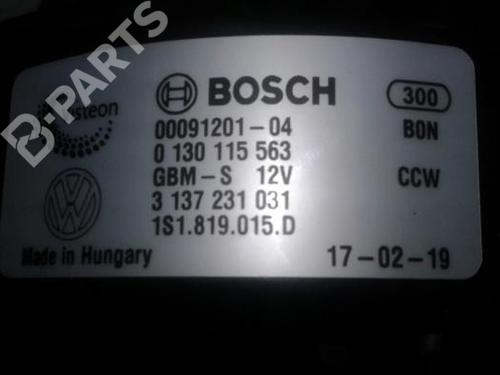 B-PARTS
BOSCH
300
00091201-04
BON
0 130 115 563
GBM-S 12V
CCW
3 137 231 031
1S1.819.015.D
Made in Hungary
17-02-19